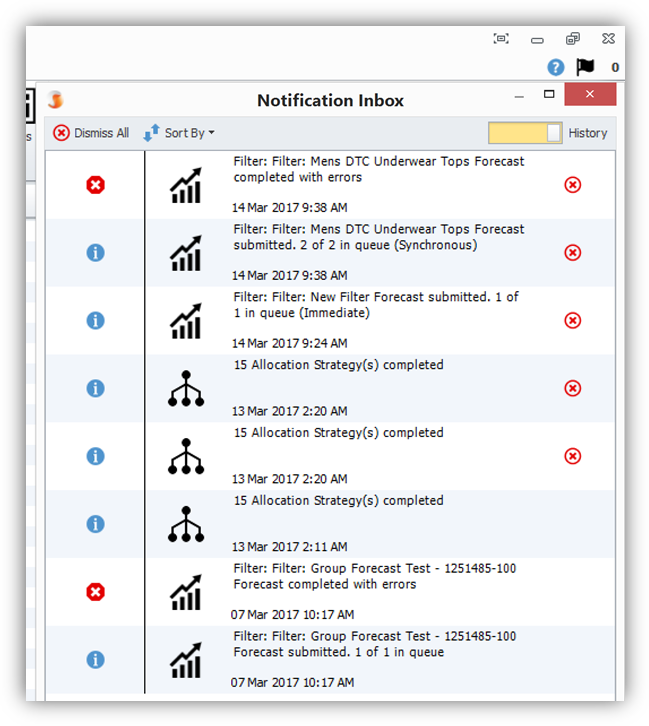 0
Notification Inbox
Dismiss All
Sort By
History
Filter: Filter: Mens DTC Underwear Tops Forecast
completed with errors
14 Mar 2017 9:38 AM
Filter: Filter: Mens DTC Underwear Tops Forecast
submitted. 2 of 2 in queue (Synchronous)
14 Mar 2017 9:38 AM
Filter: Filter: New Filter Forecast submitted. 1 of
1 in queue (Immediate)
14 Mar 2017 9:24 AM
15 Allocation Strategy(s) completed
13 Mar 2017 2:20 AM
15 Allocation Strategy(s) completed
13 Mar 2017 2:20 AM
15 Allocation Strategy(s) completed
13 Mar 2017 2:11 AM
Filter: Filter: Group Forecast Test - 1251485-100
Forecast completed with errors
07 Mar 2017 10:17 AM
Filter: Filter: Group Forecast Test - 1251485-100
Forecast submitted. 1 of 1 in queue
07 Mar 2017 10:17 AM